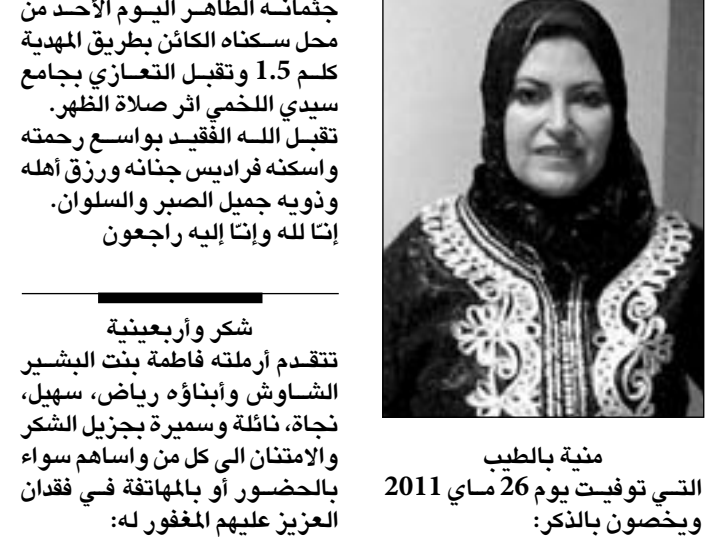 جثمانه الطاهر اليوم الأحد من
محل سكناه الكائن بطريق المهدية
كلم 1.5 وتقبل التعازي بجامع
سيدي اللخمي اثر صلاة الظهر.
تقبل الله الفقيد بواسع رحمته
واسكنه فراديس جنانه ورزق أهله
وذويه جميل الصبر والسلوان.
إنّا لله وإنّا إليه راجعون
شكر وأربعينية
تتقدم أرملته فاطمة بنت البشير
الشاوش وأبناؤه رياض، سهيل،
نجاة، نائلة وسميرة بجزيل الشكر
والامتنان الى كل من واساهم سواء
بالحضور أو بالمهاتفة في فقدان
العزيز عليهم المغفور له:
منية بالطيب
التي توفيت يوم 26 ماي 2011
ويخصون بالذكر: